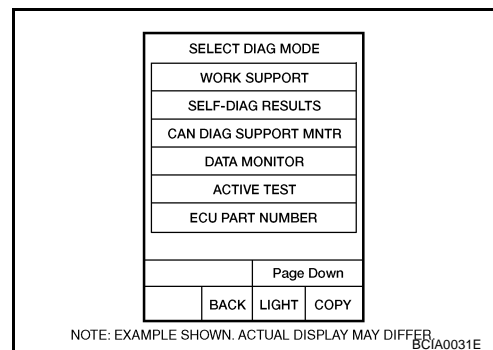 SELECT DIAG MODE
WORK SUPPORT
SELF-DIAG RESULTS
CAN DIAG SUPPORT MNTR
DATA MONITOR
ACTIVE TEST
ECU PART NUMBER
Page Down
BACK LIGHT COPY
NOTE: EXAMPLE SHOWN. ACTUAL DISPLAY MAY DIFFER
BCIA0031E